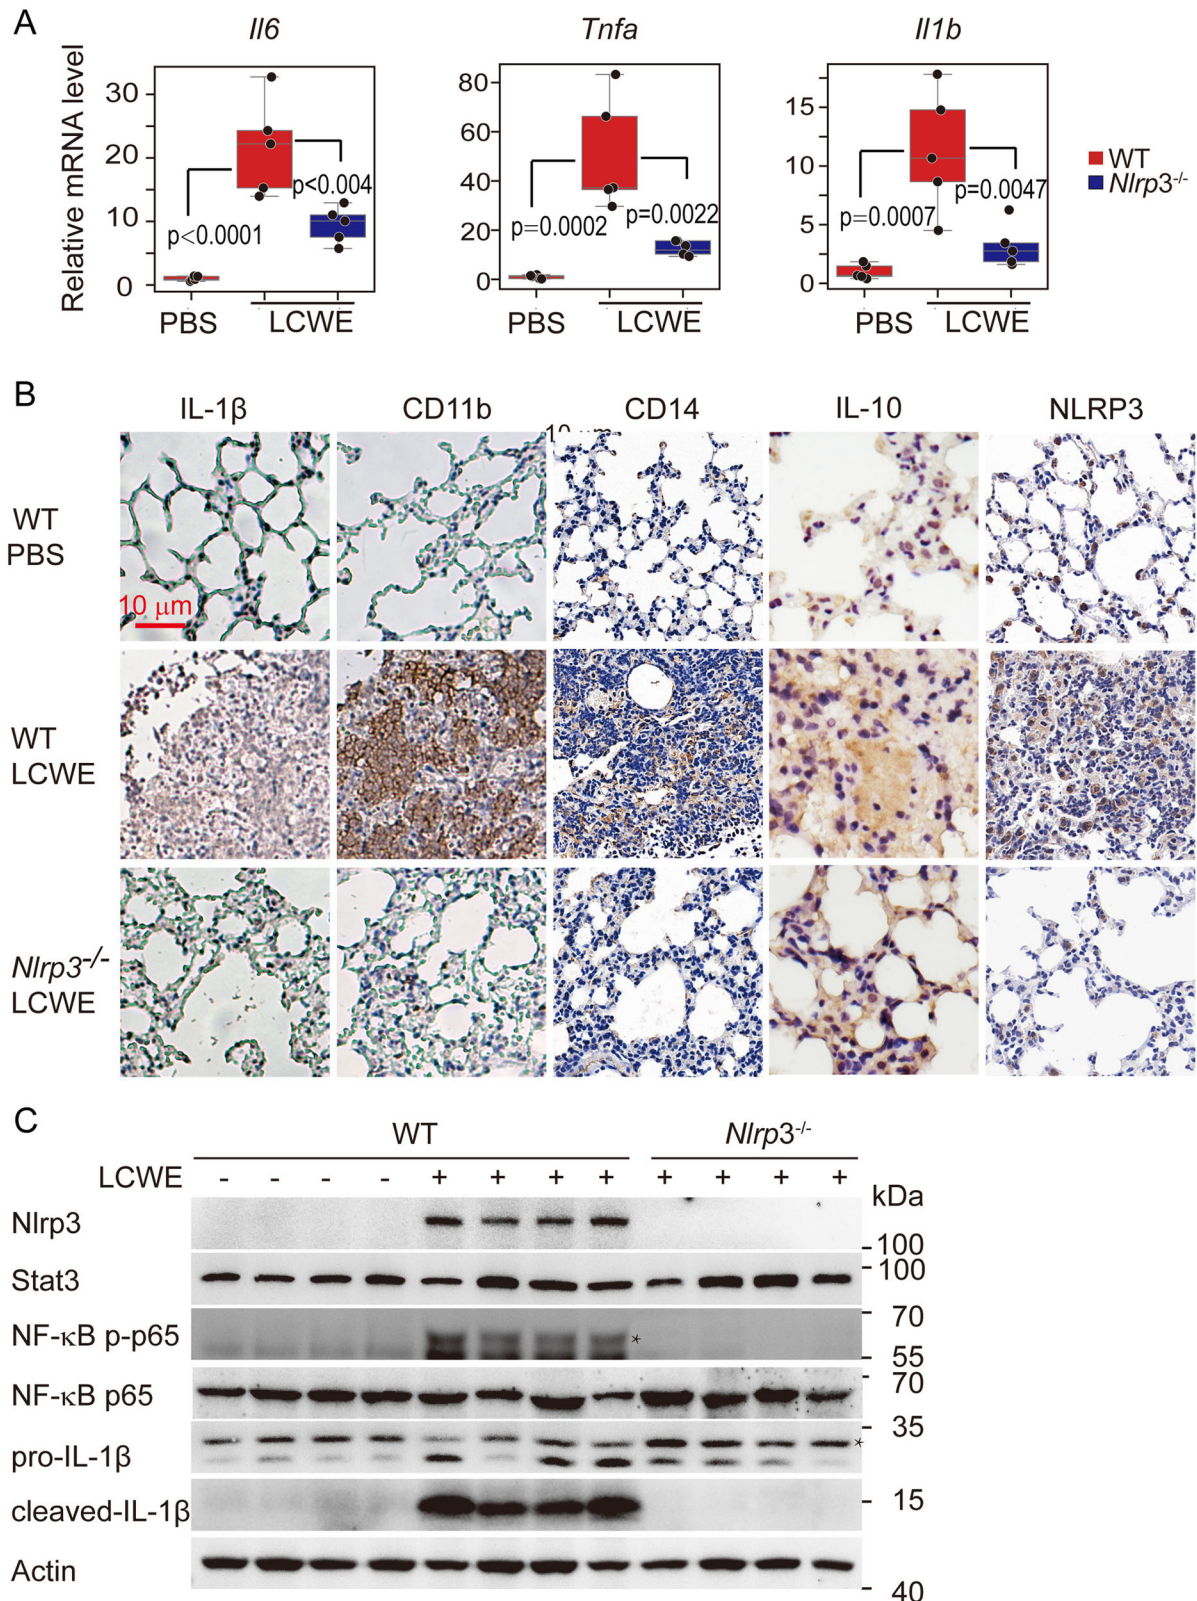 A
Il6
Tnfa
Il1b
Relative mRNA level
30
20
10
0
p<0.0001
p<0.004
PBS
LCWE
80
60
40
20
0
p=0.0002
p=0.0022
PBS
LCWE
15
10
5
0
p=0.0007
p=0.0047
PBS
LCWE
WT
Nlrp3-/-
B
IL-1β
CD11b
CD14
IL-10
NLRP3
WT
PBS
10 μm
WT
LCWE
Nlrp3-/-
LCWE
C
WT
Nlrp3-/-
LCWE - - - - + + + + + + + +
kDa
Nlrp3
100
Stat3
100
NF-κB p-p65
*
70
55
NF-κB p65
70
pro-IL-1β
*
35
cleaved-IL-1β
15
Actin
40